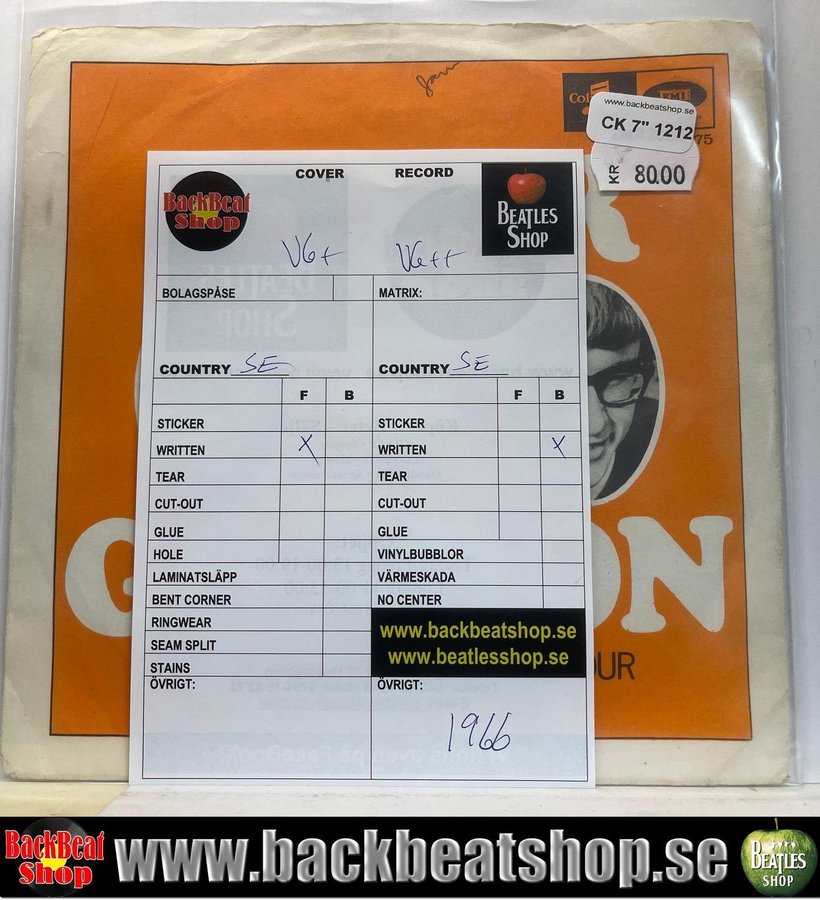 www.backbeatshop.se
CK 7" 1212
75
KR 80.00
BackBeat
Shop
COVER
RECORD
BEATLES
SHOP
VG+
VG++
BOLAGSPÅSE
MATRIX:
COUNTRY SE
COUNTRY SE
F B
F B
STICKER
STICKER
WRITTEN X
WRITTEN X
TEAR
TEAR
CUT-OUT
CUT-OUT
GLUE
GLUE
HOLE
VINYLBUBBLOR
LAMINATSLÄPP
VÄRMESKADA
BENT CORNER
NO CENTER
RINGWEAR
SEAM SPLIT
STAINS
www.backbeatshop.se
www.beatlesshop.se
ÖVRIGT:
ÖVRIGT:
1966
BackBeat
Shop
www.backbeatshop.se
BEATLES
SHOP